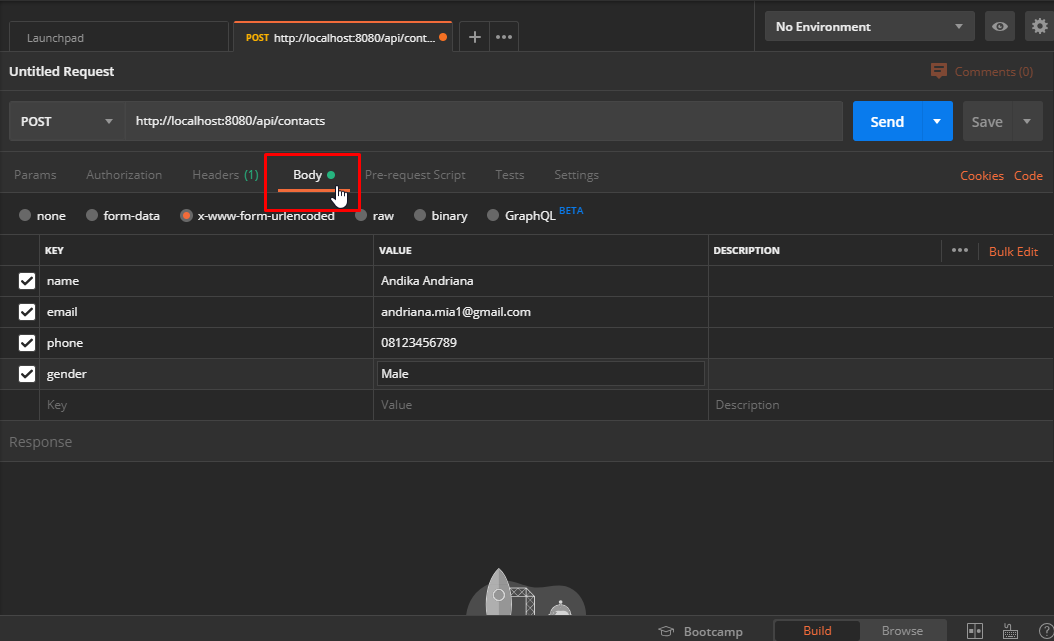 Launchpad
POST http://localhost:8080/api/cont...
No Environment
Untitled Request
Comments (0)
POST
http://localhost:8080/api/contacts
Send
Save
Params
Authorization
Headers (1)
Body
Pre-request Script
Tests
Settings
Cookies
Code
none
form-data
x-www-form-urlencoded
raw
binary
GraphQL BETA
KEY
VALUE
DESCRIPTION
Bulk Edit
name
Andika Andriana
email
andriana.mia1@gmail.com
phone
08123456789
gender
Male
Key
Value
Description
Response
Bootcamp
Build
Browse